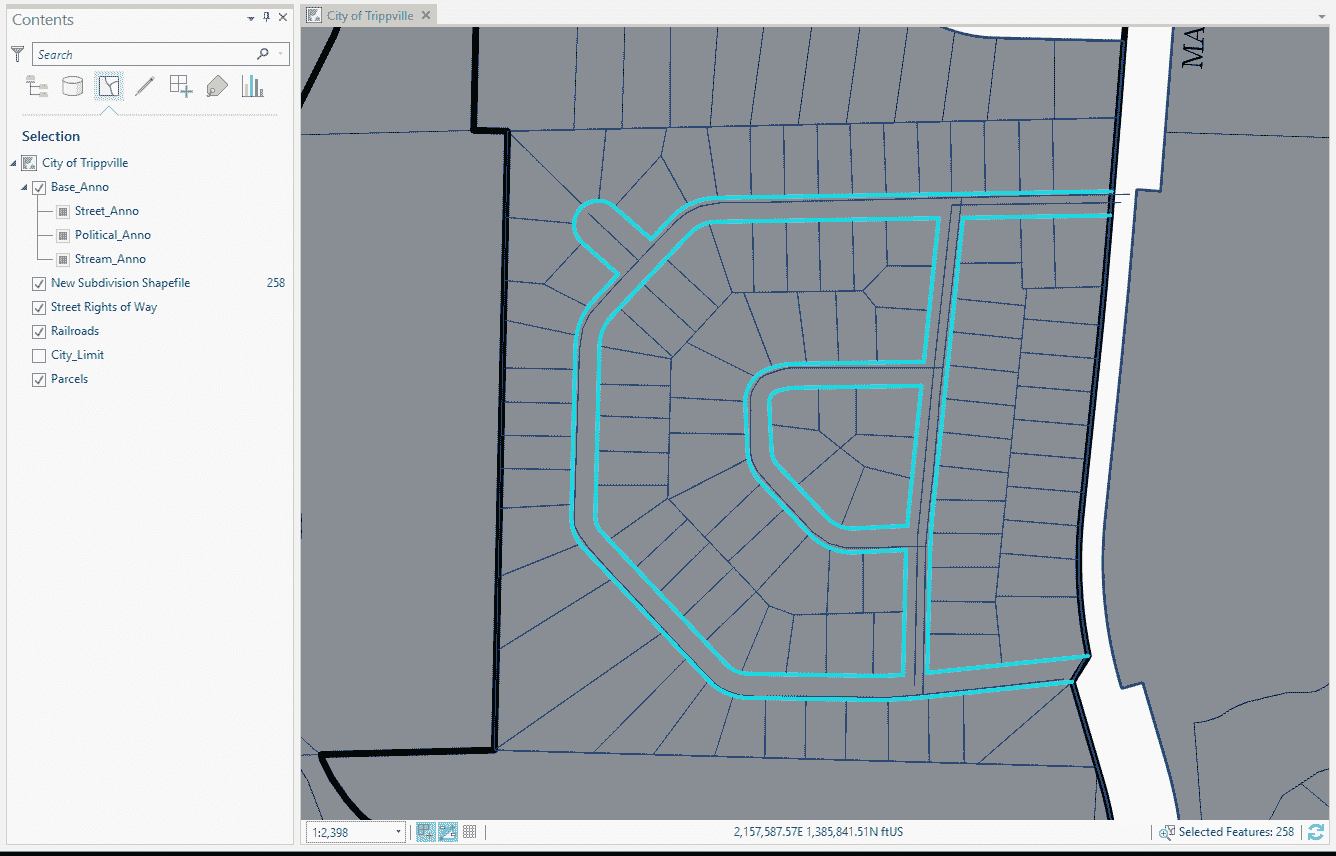 Contents
City of Trippville
Search
MA
Selection
City of Trippville
Base_Anno
Street_Anno
Political_Anno
Stream_Anno
New Subdivision Shapefile 258
Street Rights of Way
Railroads
City_Limit
Parcels
1:2,398
2,157,587.57E 1,385,841.51N ftUS
Selected Features: 258